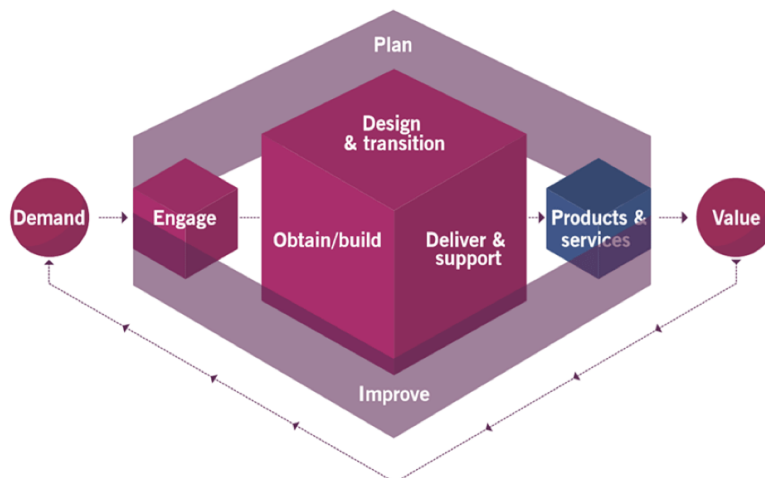 Plan
Design
& transition
Demand
Engage
Obtain/build
Deliver &
support
Products &
services
Value
Improve